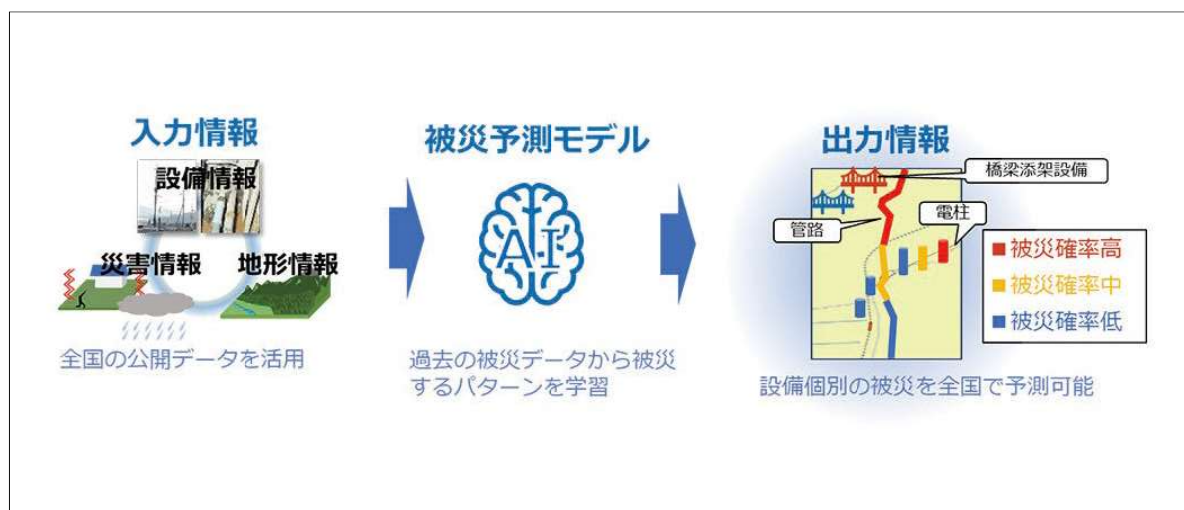 入力情報
設備情報
災害情報
地形情報
全国の公開データを活用
被災予測モデル
AI
過去の被災データから被災
するパターンを学習
出力情報
橋梁添架設備
電柱
管路
被災確率高
被災確率中
被災確率低
設備個別の被災を全国で予測可能